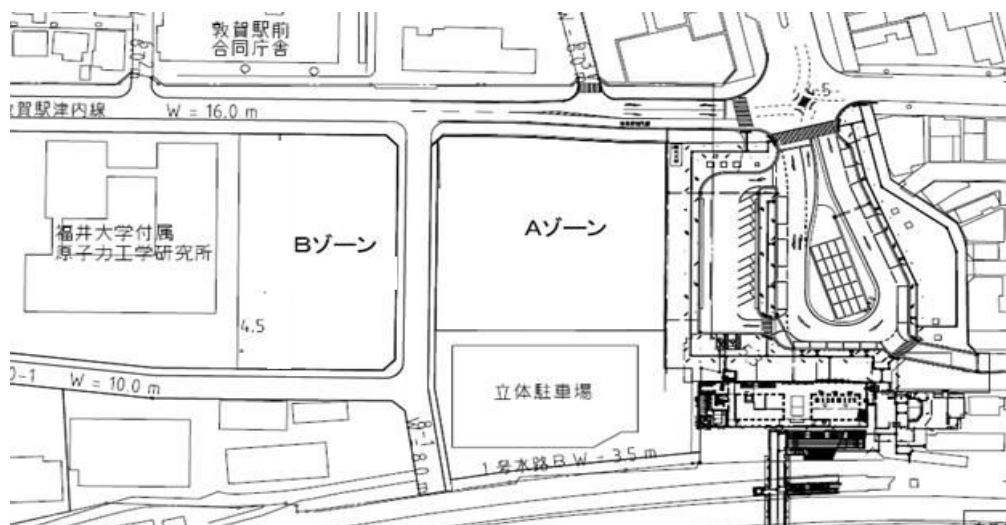 敦賀駅前
合同庁舎
賀駅津内線
W = 16.0 m
福井大学付属
原子力工学研究所
Bゾーン
Aゾーン
4.5
W = 10.0 m
立体駐車場
1号水路B W=3.5 m